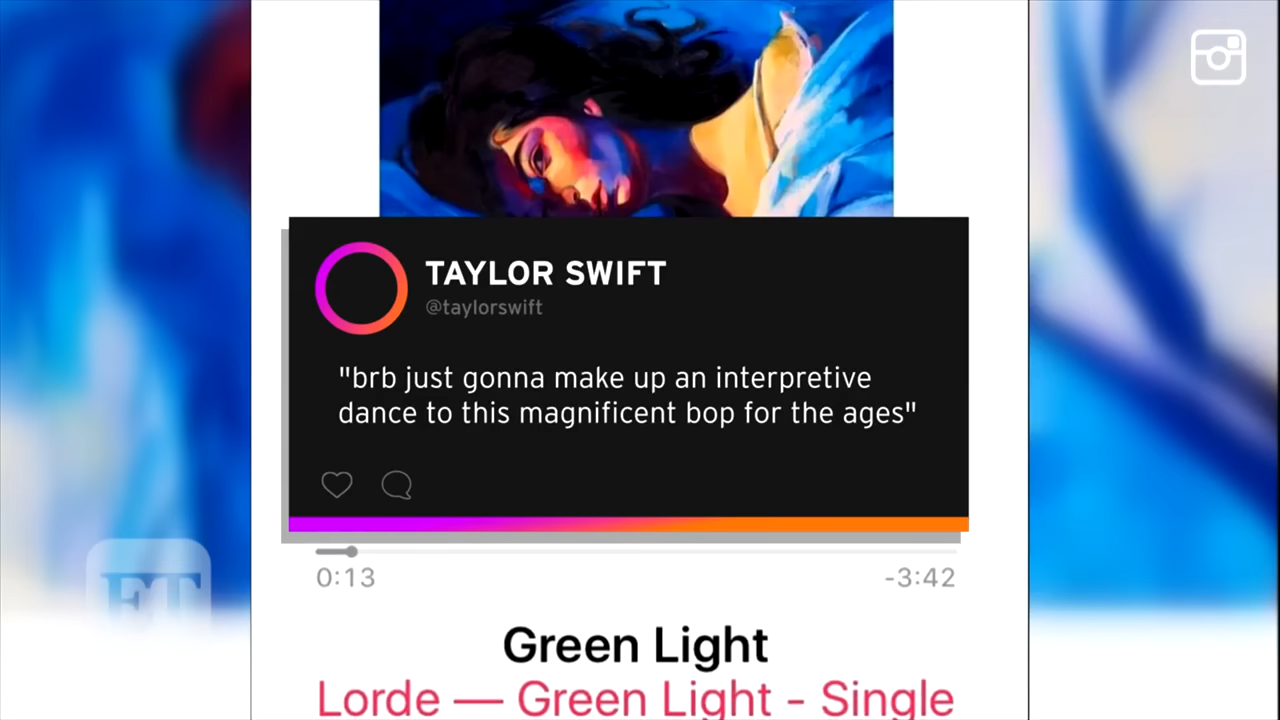 TAYLOR SWIFT
@taylorswift
"brb just gonna make up an interpretive
dance to this magnificent bop for the ages"
0:13 -3:42
ET
Green Light
Lorde — Green Light - Single